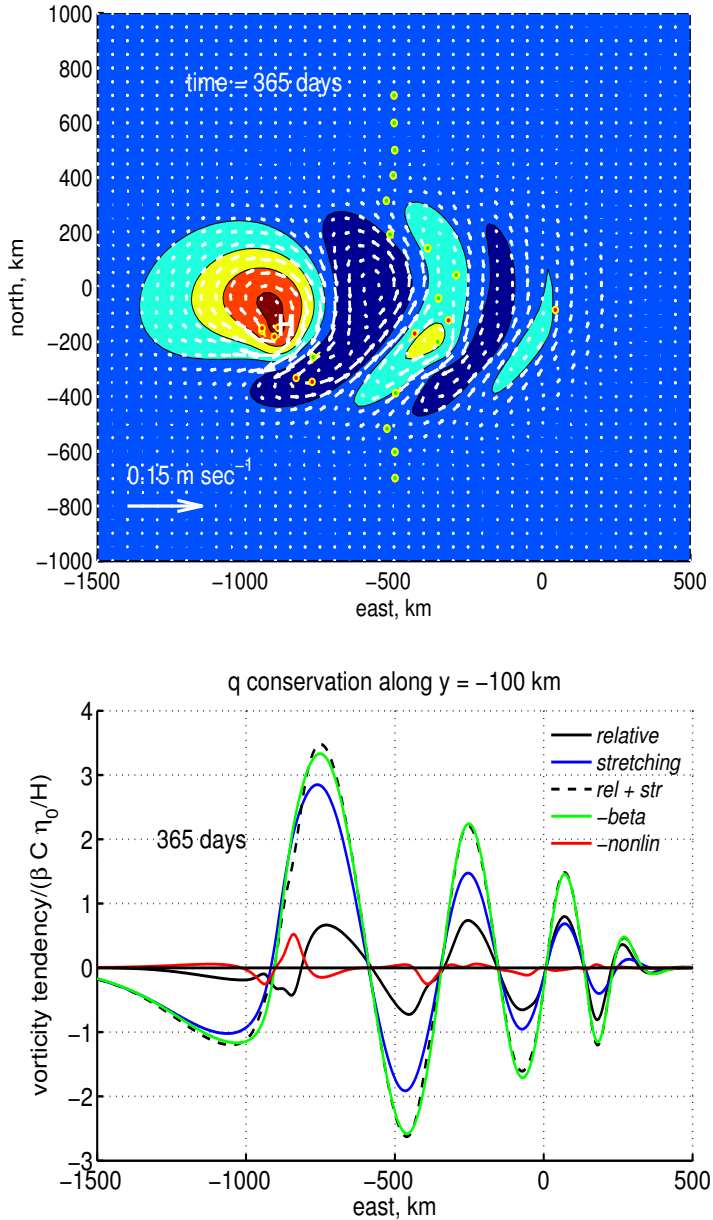 1000
800
600
400
200
0
−200
−400
−600
−800
−1000
north, km
time = 365 days
H
0.15 m sec⁻¹
−1500
−1000
−500
0
500
east, km
q conservation along y = −100 km
4
3
2
1
0
−1
−2
−3
vorticity tendency/(β C η₀/H)
365 days
relative
stretching
rel + str
−beta
−nonlin
−1500
−1000
−500
0
500
east, km